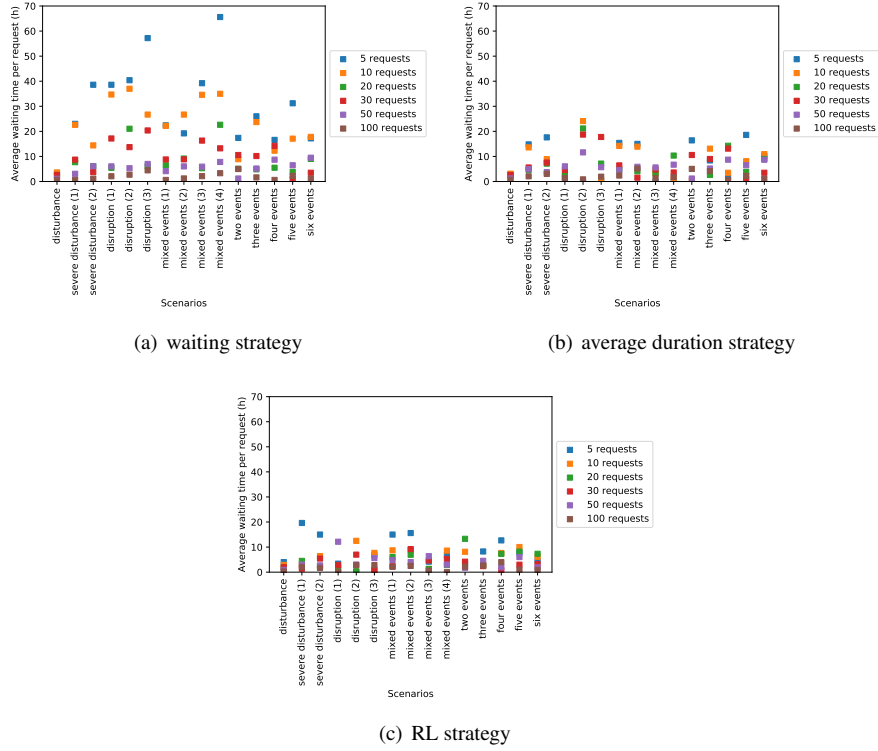 70
60
50
40
30
20
10
0
Average waiting time per request (h)
disturbance
severe disturbance (1)
severe disturbance (2)
disruption (1)
disruption (2)
disruption (3)
mixed events (1)
mixed events (2)
mixed events (3)
mixed events (4)
two events
three events
four events
five events
six events
Scenarios
5 requests
10 requests
20 requests
30 requests
50 requests
100 requests
(a) waiting strategy
70
60
50
40
30
20
10
0
Average waiting time per request (h)
disturbance
severe disturbance (1)
severe disturbance (2)
disruption (1)
disruption (2)
disruption (3)
mixed events (1)
mixed events (2)
mixed events (3)
mixed events (4)
two events
three events
four events
five events
six events
Scenarios
5 requests
10 requests
20 requests
30 requests
50 requests
100 requests
(b) average duration strategy
70
60
50
40
30
20
10
0
Average waiting time per request (h)
disturbance
severe disturbance (1)
severe disturbance (2)
disruption (1)
disruption (2)
disruption (3)
mixed events (1)
mixed events (2)
mixed events (3)
mixed events (4)
two events
three events
four events
five events
six events
Scenarios
5 requests
10 requests
20 requests
30 requests
50 requests
100 requests
(c) RL strategy